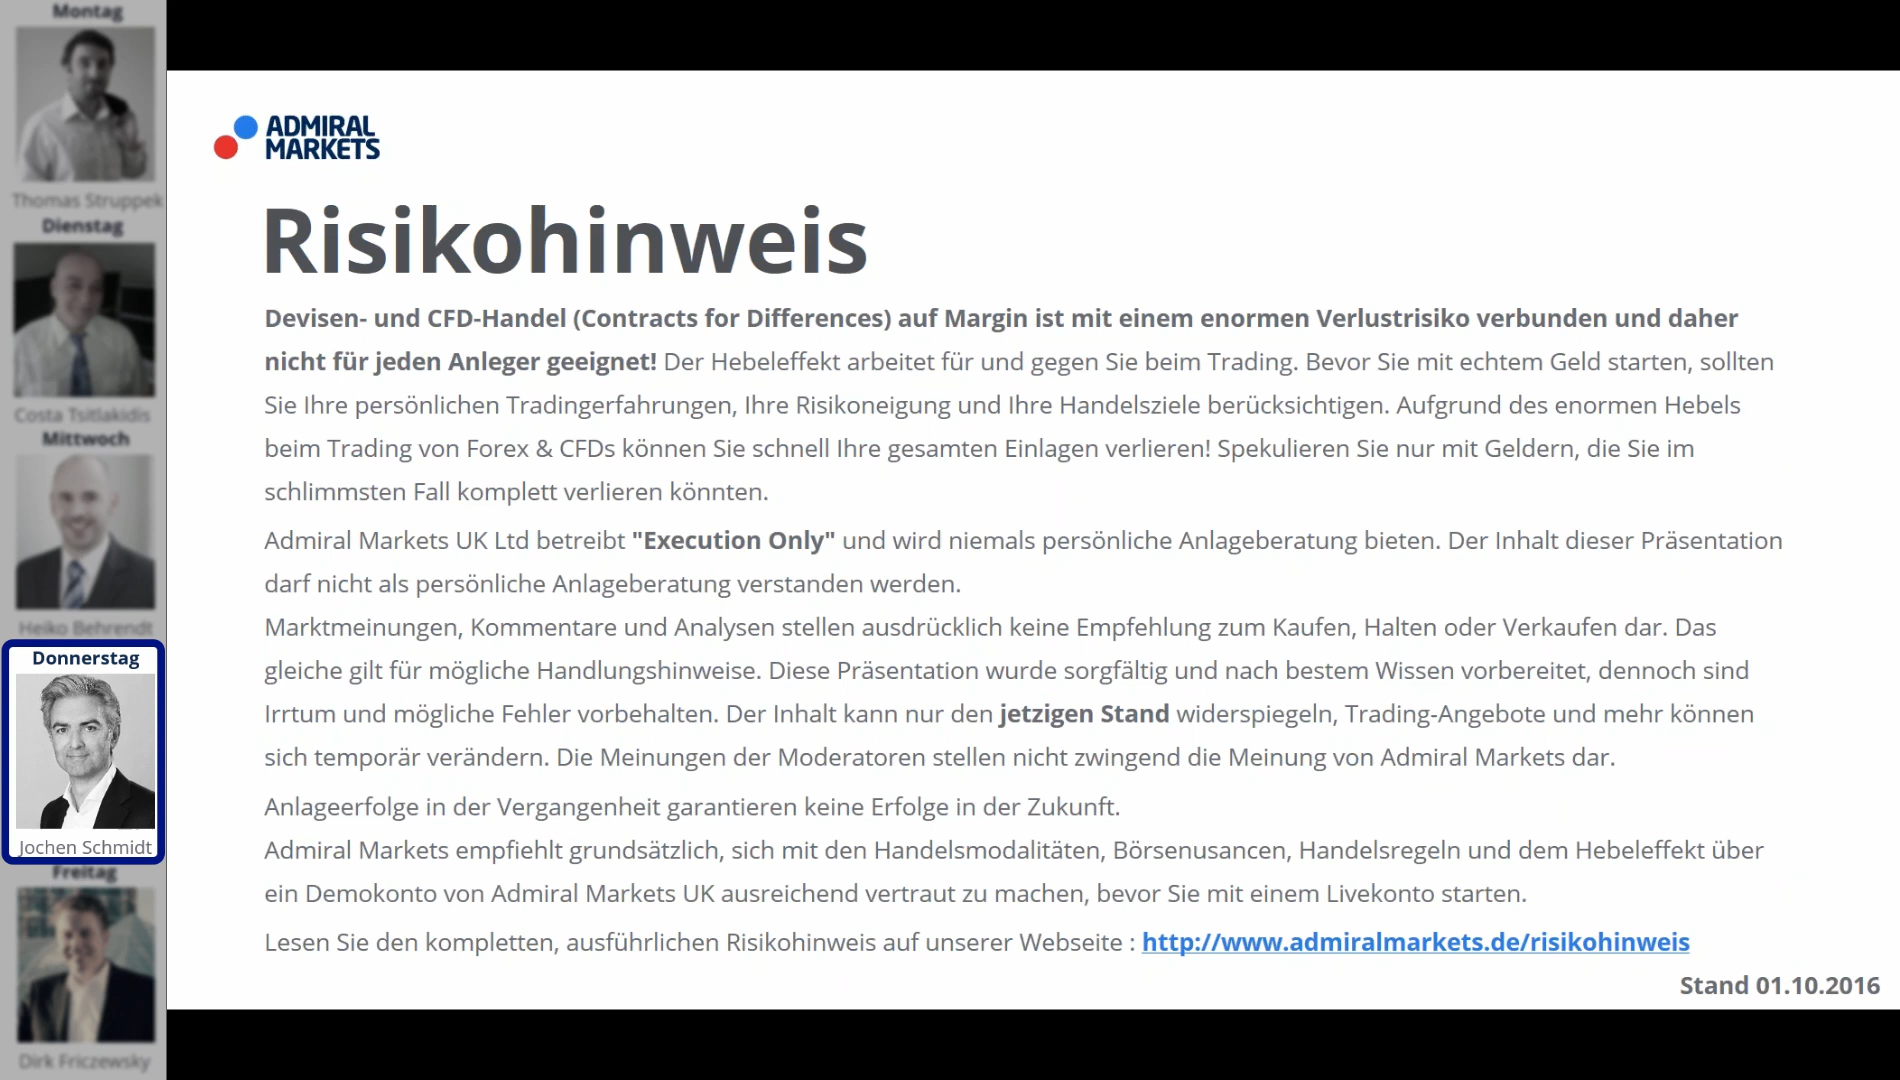 Montag
Thomas Struppek
Dienstag
Costa Tsitlakidis
Mittwoch
Heiko Behrendt
Donnerstag
Jochen Schmidt
Freitag
Dirk Friczewsky
ADMIRAL
MARKETS
Risikohinweis
Devisen- und CFD-Handel (Contracts for Differences) auf Margin ist mit einem enormen Verlustrisiko verbunden und daher
nicht für jeden Anleger geeignet! Der Hebeleffekt arbeitet für und gegen Sie beim Trading. Bevor Sie mit echtem Geld starten, sollten
Sie Ihre persönlichen Tradingerfahrungen, Ihre Risikoneigung und Ihre Handelsziele berücksichtigen. Aufgrund des enormen Hebels
beim Trading von Forex & CFDs können Sie schnell Ihre gesamten Einlagen verlieren! Spekulieren Sie nur mit Geldern, die Sie im
schlimmsten Fall komplett verlieren könnten.
Admiral Markets UK Ltd betreibt "Execution Only" und wird niemals persönliche Anlageberatung bieten. Der Inhalt dieser Präsentation
darf nicht als persönliche Anlageberatung verstanden werden.
Marktmeinungen, Kommentare und Analysen stellen ausdrücklich keine Empfehlung zum Kaufen, Halten oder Verkaufen dar. Das
gleiche gilt für mögliche Handlungshinweise. Diese Präsentation wurde sorgfältig und nach bestem Wissen vorbereitet, dennoch sind
Irrtum und mögliche Fehler vorbehalten. Der Inhalt kann nur den jetzigen Stand widerspiegeln, Trading-Angebote und mehr können
sich temporär verändern. Die Meinungen der Moderatoren stellen nicht zwingend die Meinung von Admiral Markets dar.
Anlageerfolge in der Vergangenheit garantieren keine Erfolge in der Zukunft.
Admiral Markets empfiehlt grundsätzlich, sich mit den Handelsmodalitäten, Börsenusancen, Handelsregeln und dem Hebeleffekt über
ein Demokonto von Admiral Markets UK ausreichend vertraut zu machen, bevor Sie mit einem Livekonto starten.
Lesen Sie den kompletten, ausführlichen Risikohinweis auf unserer Webseite : http://www.admiralmarkets.de/risikohinweis
Stand 01.10.2016